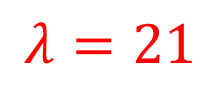 λ = 21